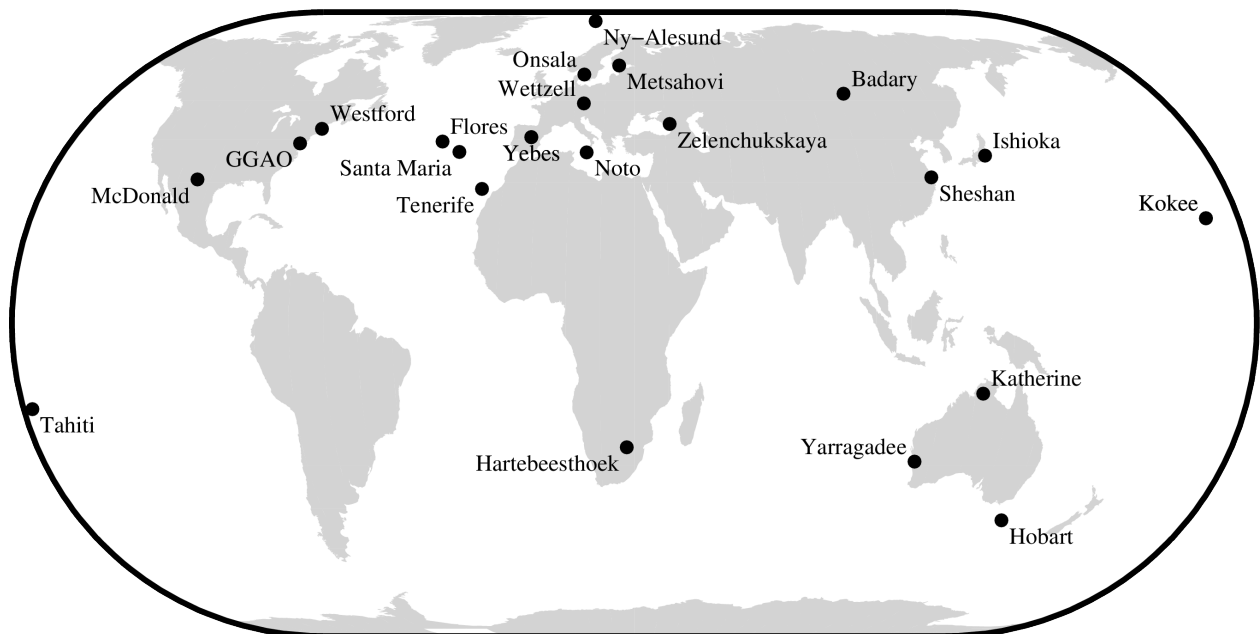 Ny−Alesund
Onsala
Metsahovi
Wettzell
Badary
Westford
Flores
Zelenchukskaya
Ishioka
GGAO
Yebes
Santa Maria
Noto
McDonald
Sheshan
Tenerife
Kokee
Katherine
Tahiti
Yarragadee
Hartebeesthoek
Hobart